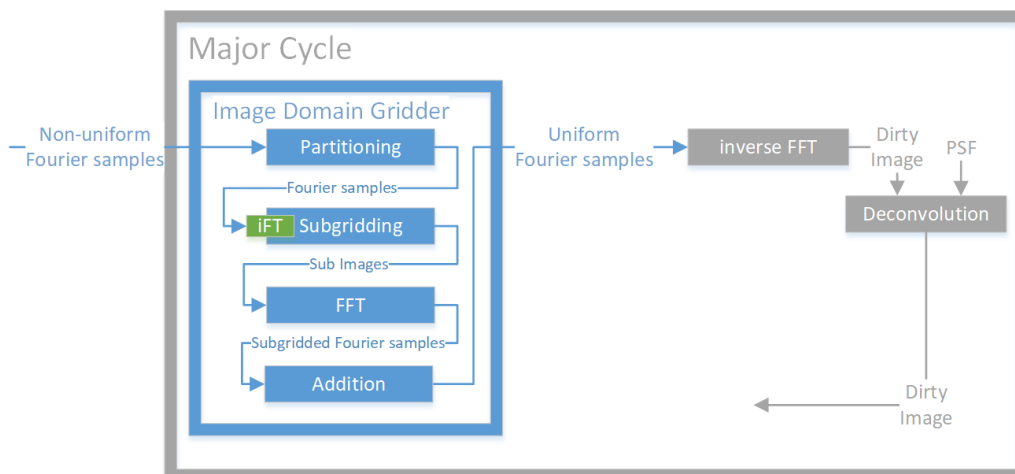 Major Cycle
Image Domain Gridder
Non-uniform
Fourier samples
Partitioning
Fourier samples
iFT
Subgridding
Sub Images
FFT
Subgridded Fourier samples
Addition
Uniform
Fourier samples
inverse FFT
Dirty
Image
PSF
Deconvolution
Dirty
Image